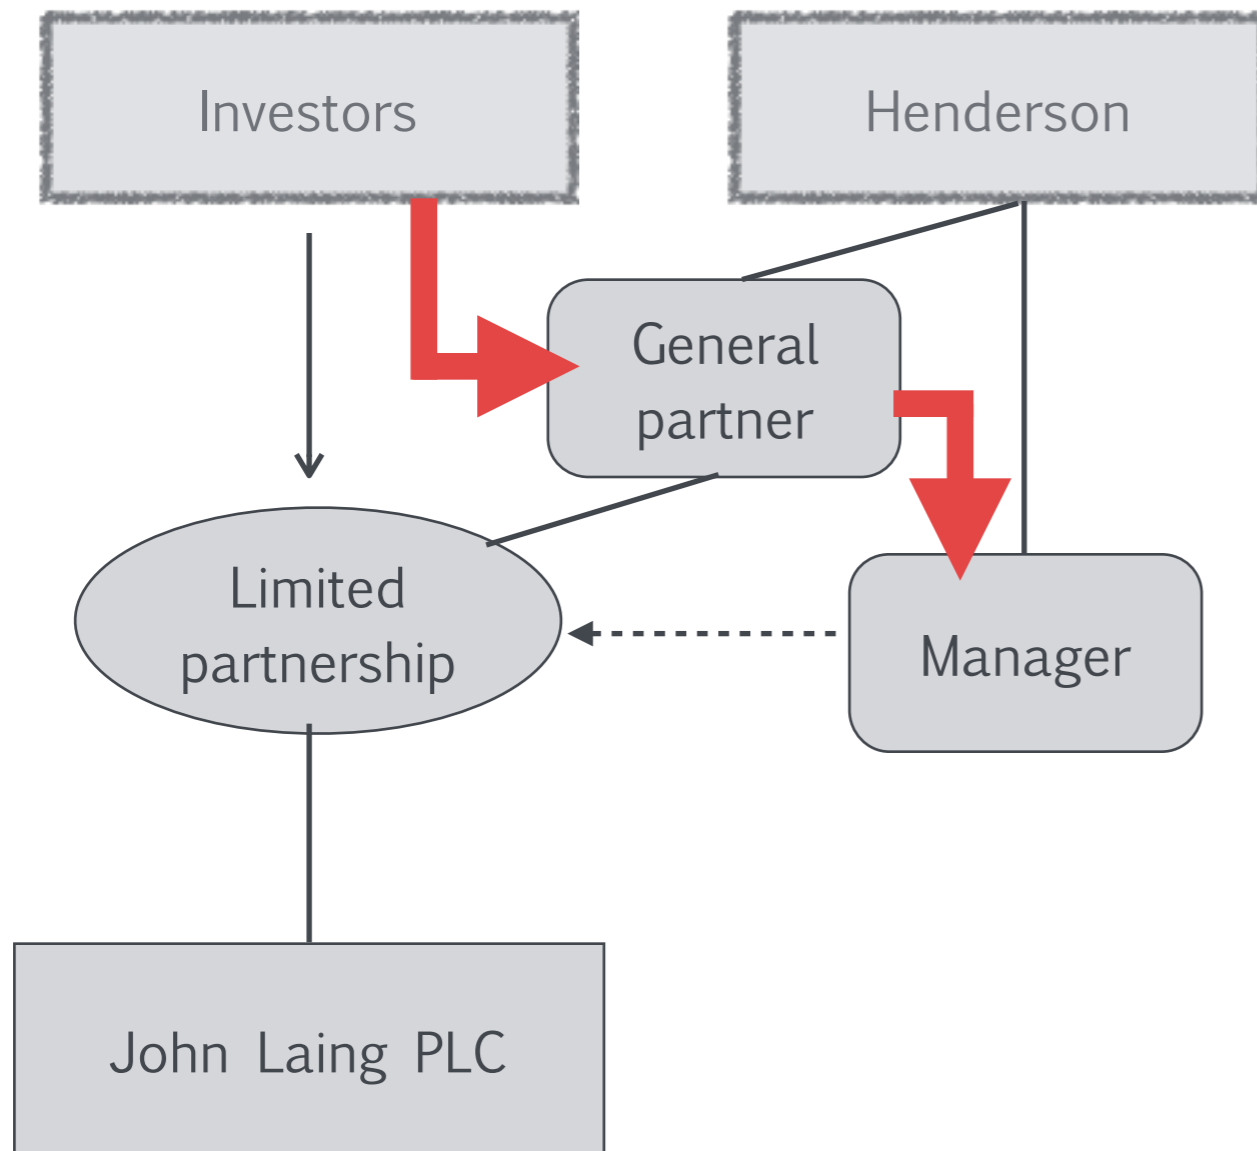 Investors
Henderson
General
partner
Limited
partnership
Manager
John Laing PLC